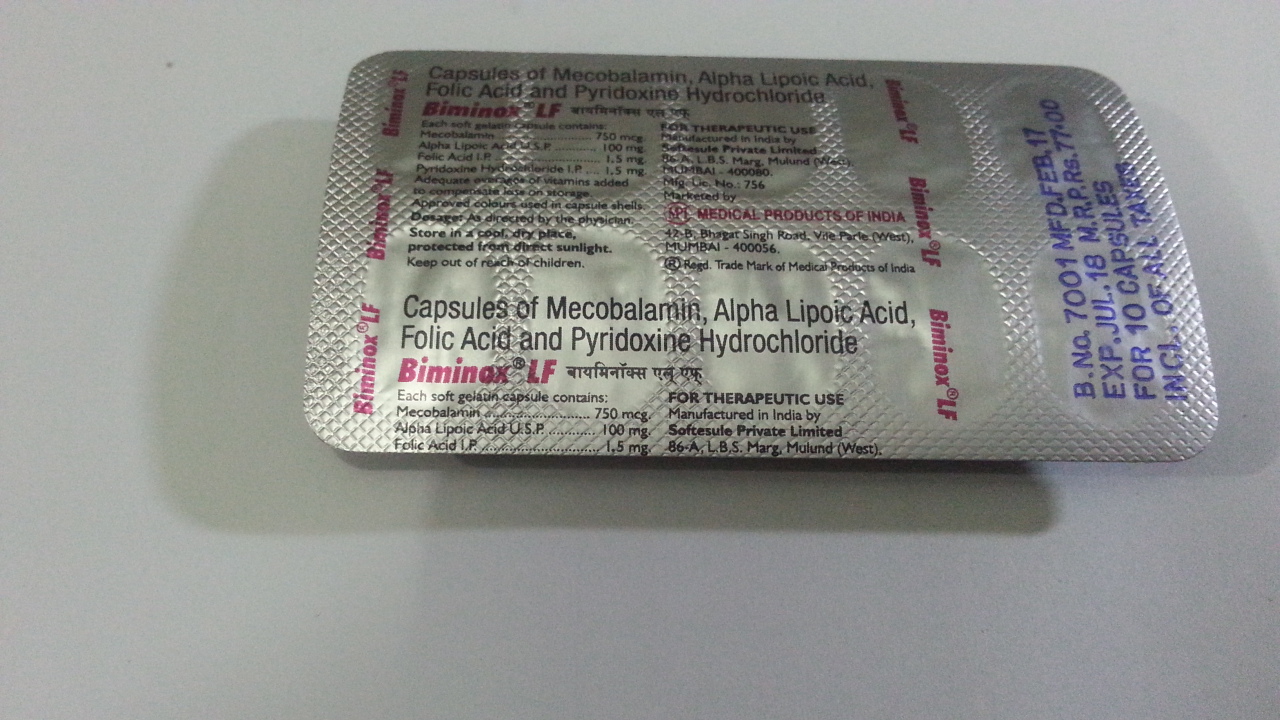 Capsules of Mecobalamin, Alpha Lipoic Acid,
Folic Acid and Pyridoxine Hydrochloride
Biminox® LF बायमिनॉक्स एल् एफ्
Each soft gelatin capsule contains:
Mecobalamin ........................ 750 mcg.
Alpha Lipoic Acid U.S.P. ........... 100 mg.
Folic Acid I.P. ........................... 1.5 mg.
Pyridoxine Hydrochloride I.P. .... 1.5 mg.
Adequate overages of vitamins added
to compensate loss on storage.
Approved colours used in capsule shells.
Dosage: As directed by the physician.
Store in a cool, dry place,
protected from direct sunlight.
Keep out of reach of children.
FOR THERAPEUTIC USE
Manufactured in India by
Softesule Private Limited
86-A, L.B.S. Marg, Mulund (West),
MUMBAI - 400080.
Mfg. Lic. No.: 756
Marketed by
MPI MEDICAL PRODUCTS OF INDIA
42-B, Bhagat Singh Road, Vile Parle (West),
MUMBAI - 400056.
® Regd. Trade Mark of Medical Products of India
Capsules of Mecobalamin, Alpha Lipoic Acid,
Folic Acid and Pyridoxine Hydrochloride
Biminox® LF बायमिनॉक्स एल् एफ्
Each soft gelatin capsule contains:
Mecobalamin ........................ 750 mcg.
Alpha Lipoic Acid U.S.P. ........... 100 mg.
Folic Acid I.P. ........................... 1.5 mg.
FOR THERAPEUTIC USE
Manufactured in India by
Softesule Private Limited
86-A, L.B.S. Marg, Mulund (West),
Biminox®LF
Biminox®LF
Biminox®LF
Biminox®LF
Biminox®LF
Biminox®LF
B.No. 7001 MFD.FEB.17
EXP.JUL.18 M.R.P.Rs.77.00
FOR 10 CAPSULES
INCL. OF ALL TAXES